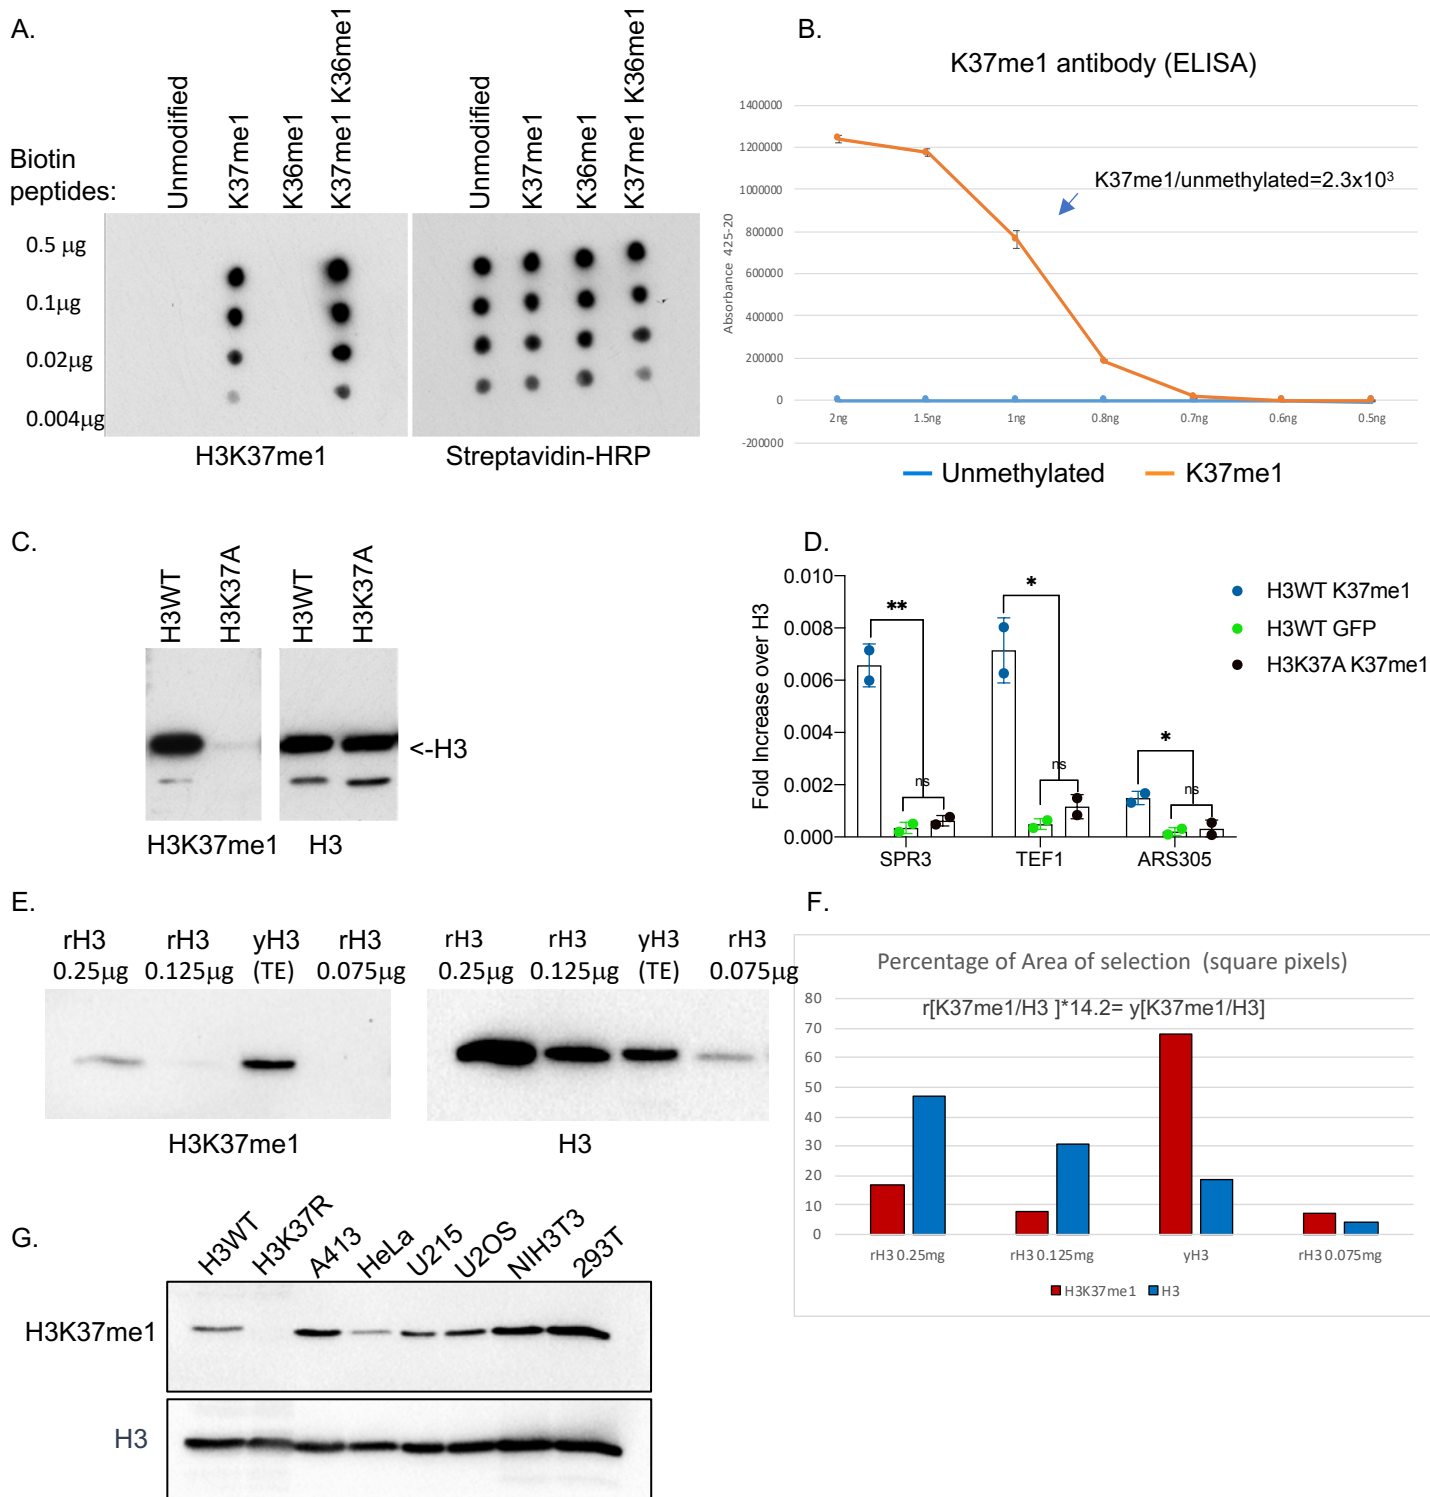 A.
Biotin
peptides:
Unmodified
K37me1
K36me1
K37me1 K36me1
Unmodified
K37me1
K36me1
K37me1 K36me1
0.5 µg
0.1µg
0.02µg
0.004µg
H3K37me1
Streptavidin-HRP
B.
K37me1 antibody (ELISA)
Absorbance 425-20
1400000
1200000
1000000
800000
600000
400000
200000
0
-200000
K37me1/unmethylated=2.3x10³
2ng
1.5ng
1ng
0.8ng
0.7ng
0.6ng
0.5ng
Unmethylated
K37me1
C.
H3WT
H3K37A
H3WT
H3K37A
<-H3
H3K37me1
H3
D.
Fold Increase over H3
0.010
0.008
0.006
0.004
0.002
0.000
**
ns
*
ns
*
ns
SPR3
TEF1
ARS305
H3WT K37me1
H3WT GFP
H3K37A K37me1
E.
rH3
0.25µg
rH3
0.125µg
yH3
(TE)
rH3
0.075µg
rH3
0.25µg
rH3
0.125µg
yH3
(TE)
rH3
0.075µg
H3K37me1
H3
F.
Percentage of Area of selection (square pixels)
r[K37me1/H3 ]*14.2= y[K37me1/H3]
80
70
60
50
40
30
20
10
0
rH3 0.25mg
rH3 0.125mg
yH3
rH3 0.075mg
H3K37me1
H3
G.
H3WT
H3K37R
A413
HeLa
U215
U2OS
NIH3T3
293T
H3K37me1
H3